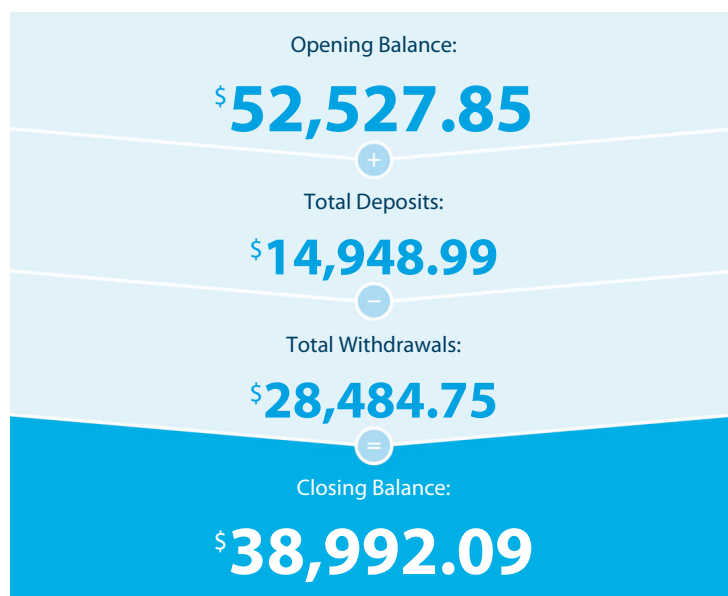 Opening Balance:
$52,527.85
+
Total Deposits:
$14,948.99
−
Total Withdrawals:
$28,484.75
=
Closing Balance:
$38,992.09